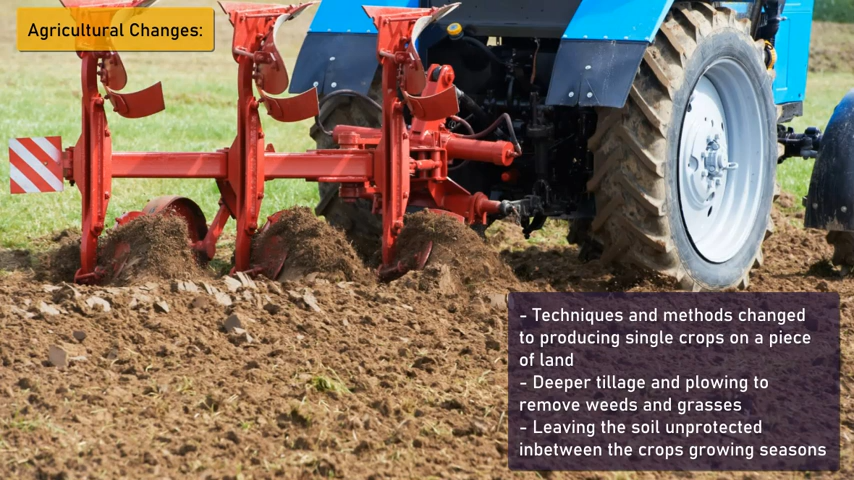 Agricultural Changes:
- Techniques and methods changed
to producing single crops on a piece
of land
- Deeper tillage and plowing to
remove weeds and grasses
- Leaving the soil unprotected
inbetween the crops growing seasons